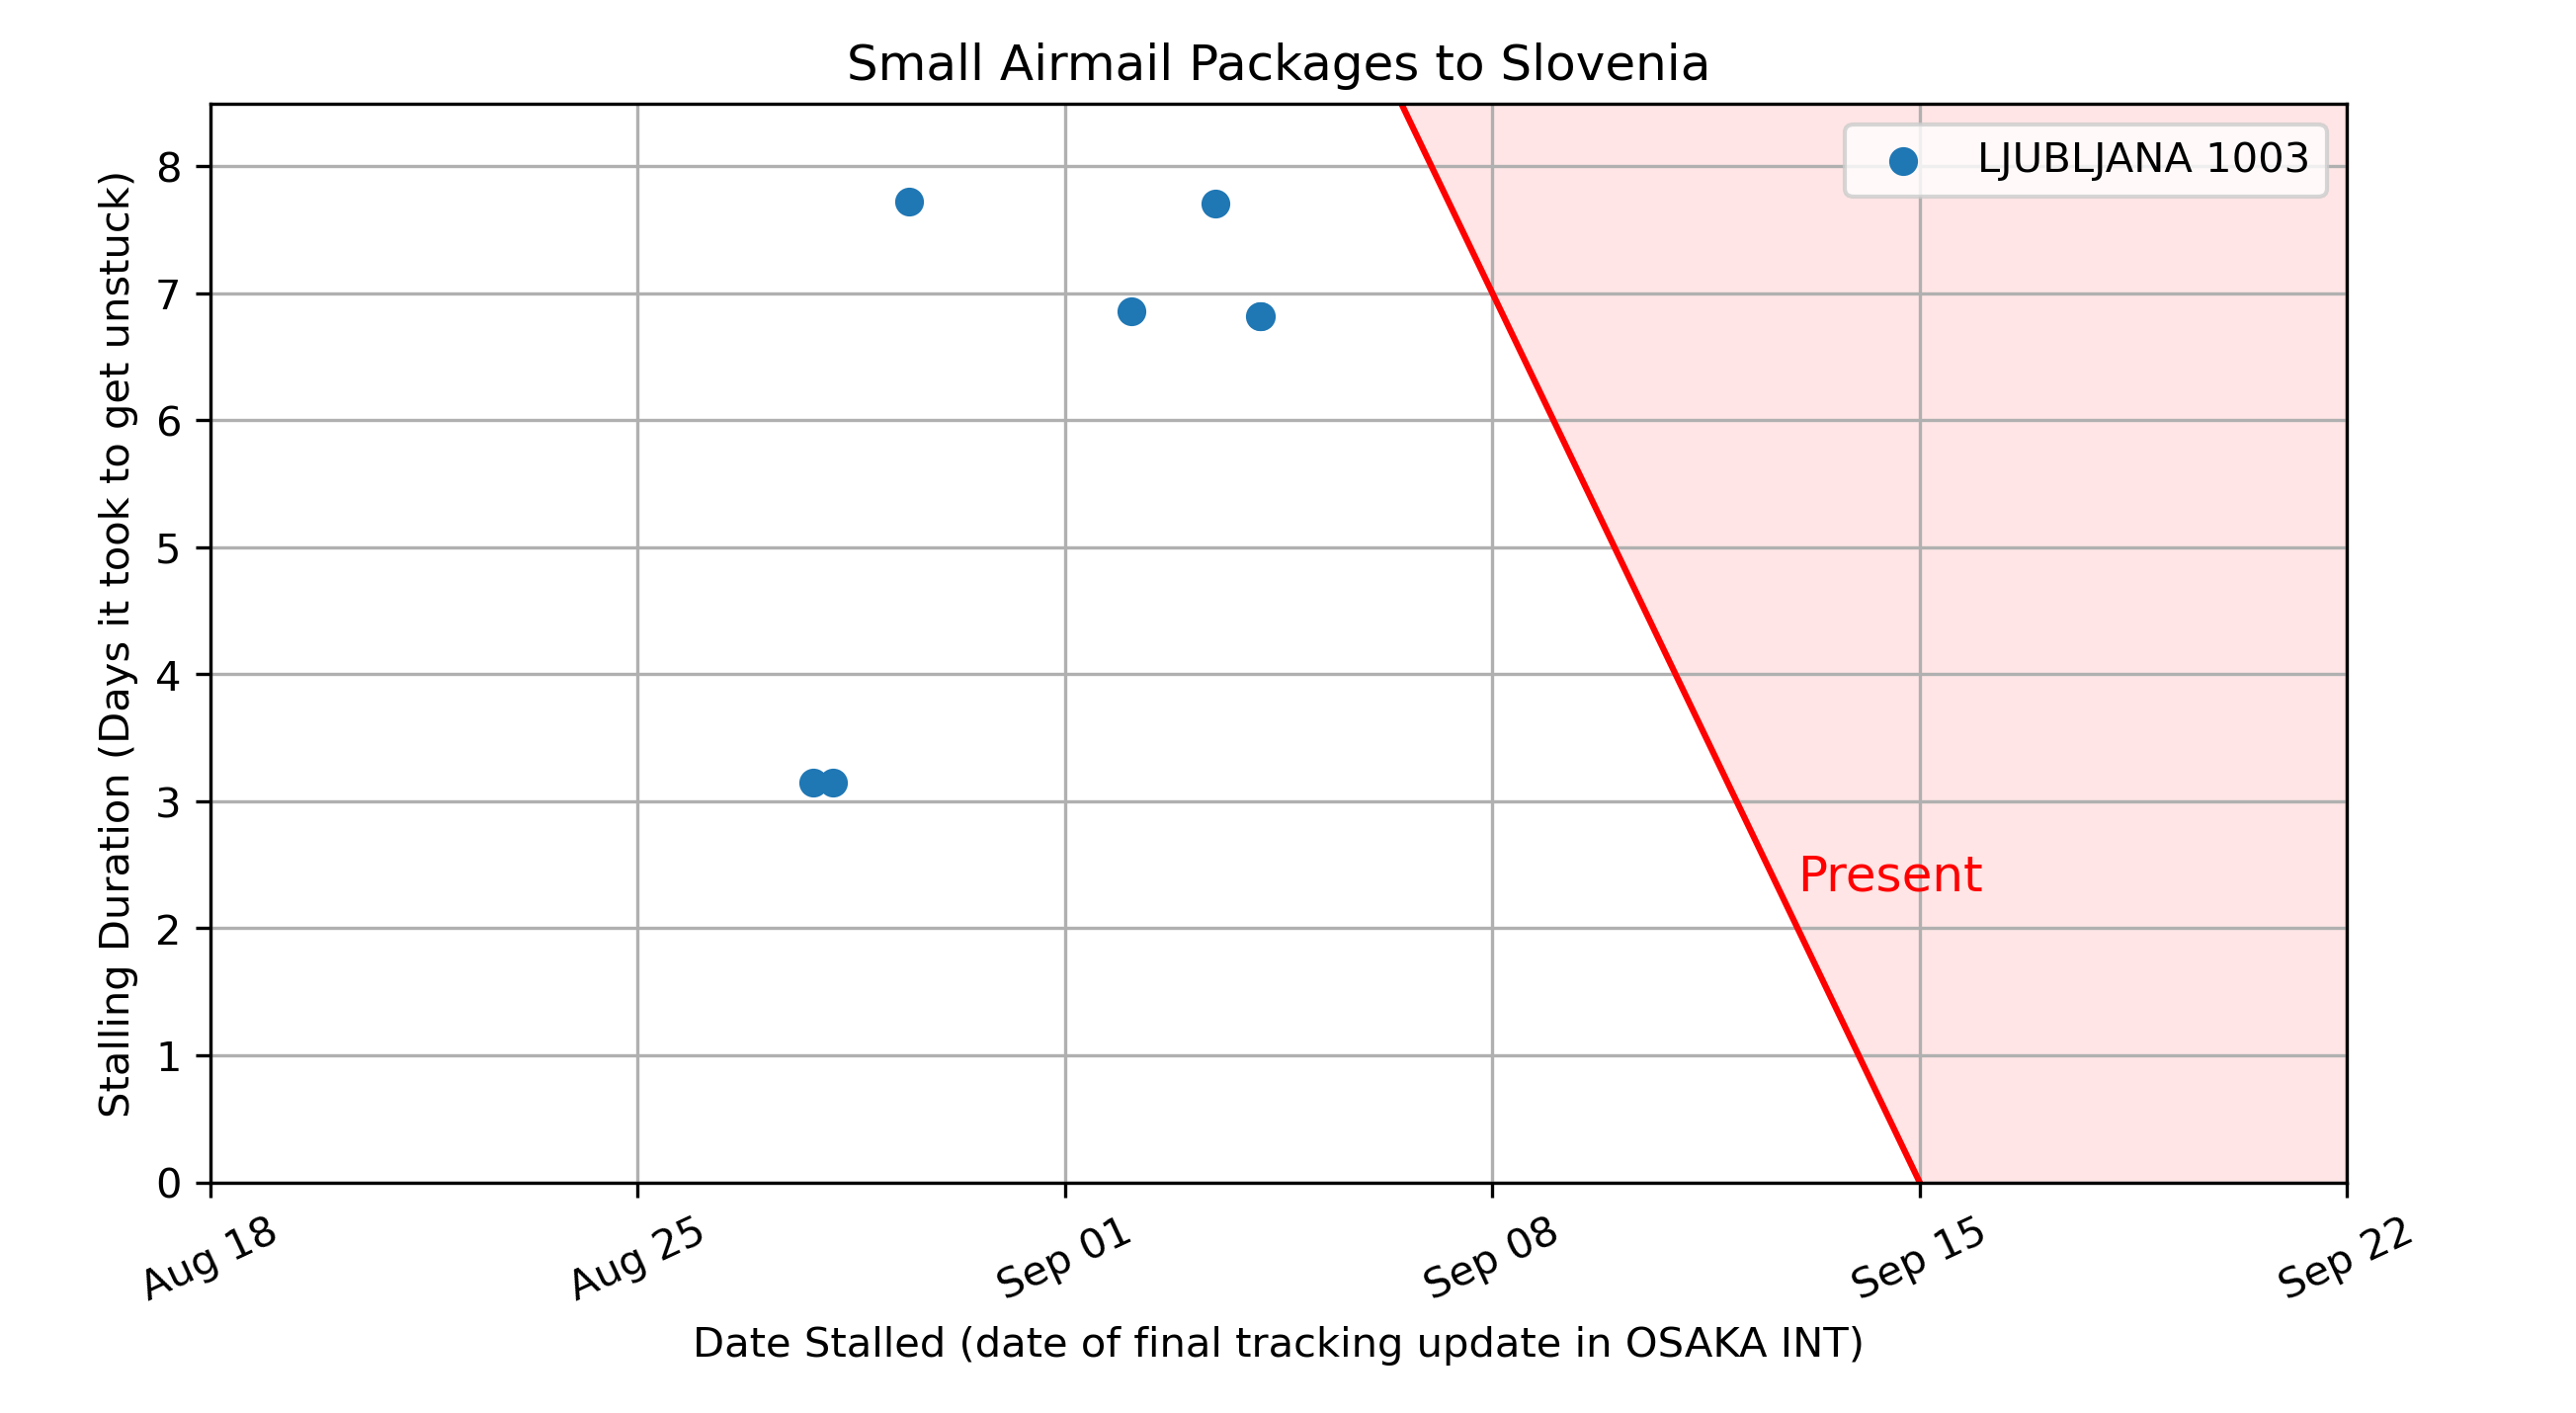 Small Airmail Packages to Slovenia
LJUBLJANA 1003
Stalling Duration (Days it took to get unstuck)
8
7
6
5
4
3
2
1
0
Present
Aug 18
Aug 25
Sep 01
Sep 08
Sep 15
Sep 22
Date Stalled (date of final tracking update in OSAKA INT)